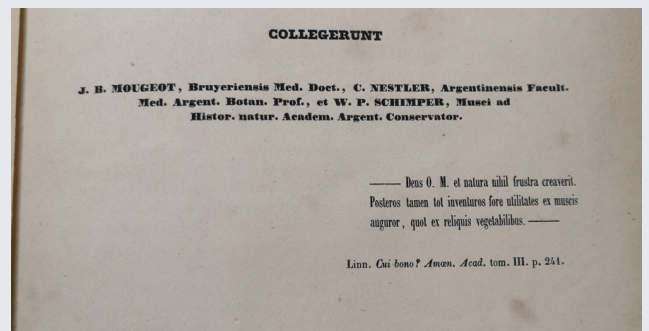 COLLEGERUNT
J. B. MOUGEOT, Bruyeriensis Med. Doct., C. NESTLER, Argentinensis Facult.
Med. Argent. Botan. Prof., et W. P. SCHIMPER, Musei ad
Histor. natur. Academ. Argent. Conservator.
—— Deus O. M. et natura nihil frustra creaverit.
Posteros tamen tot inventuros fore utilitates ex muscis
auguror, quot ex reliquis vegetabilibus. ——
Linn. Cui bono? Amœn. Acad. tom. III. p. 241.